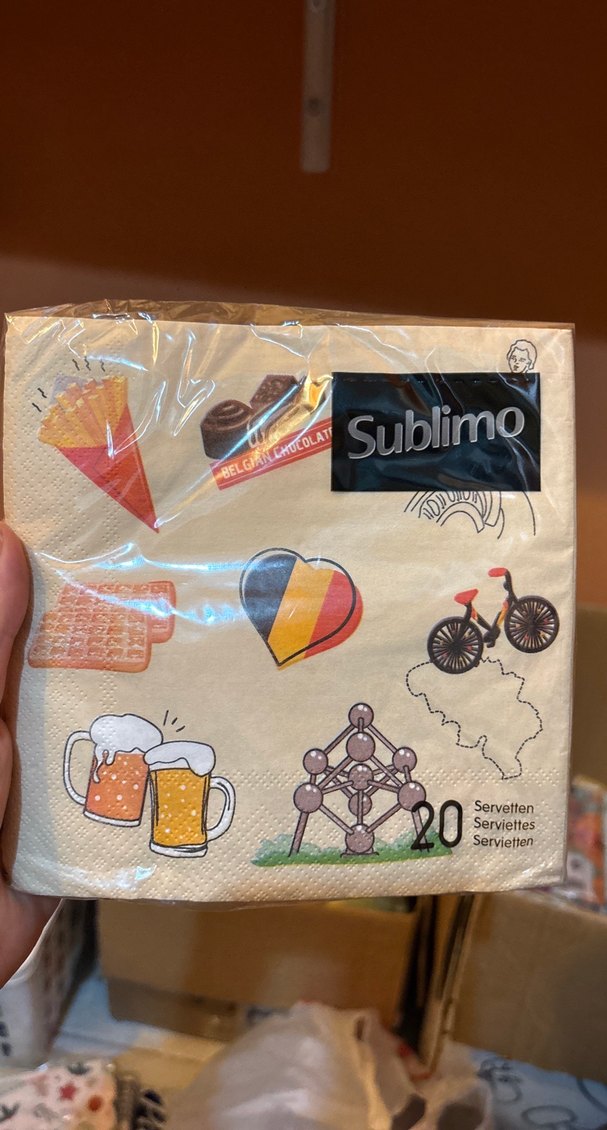 Sublimo
BELGIAN CHOCOLATE
20
Servetten
Serviettes
Servietten